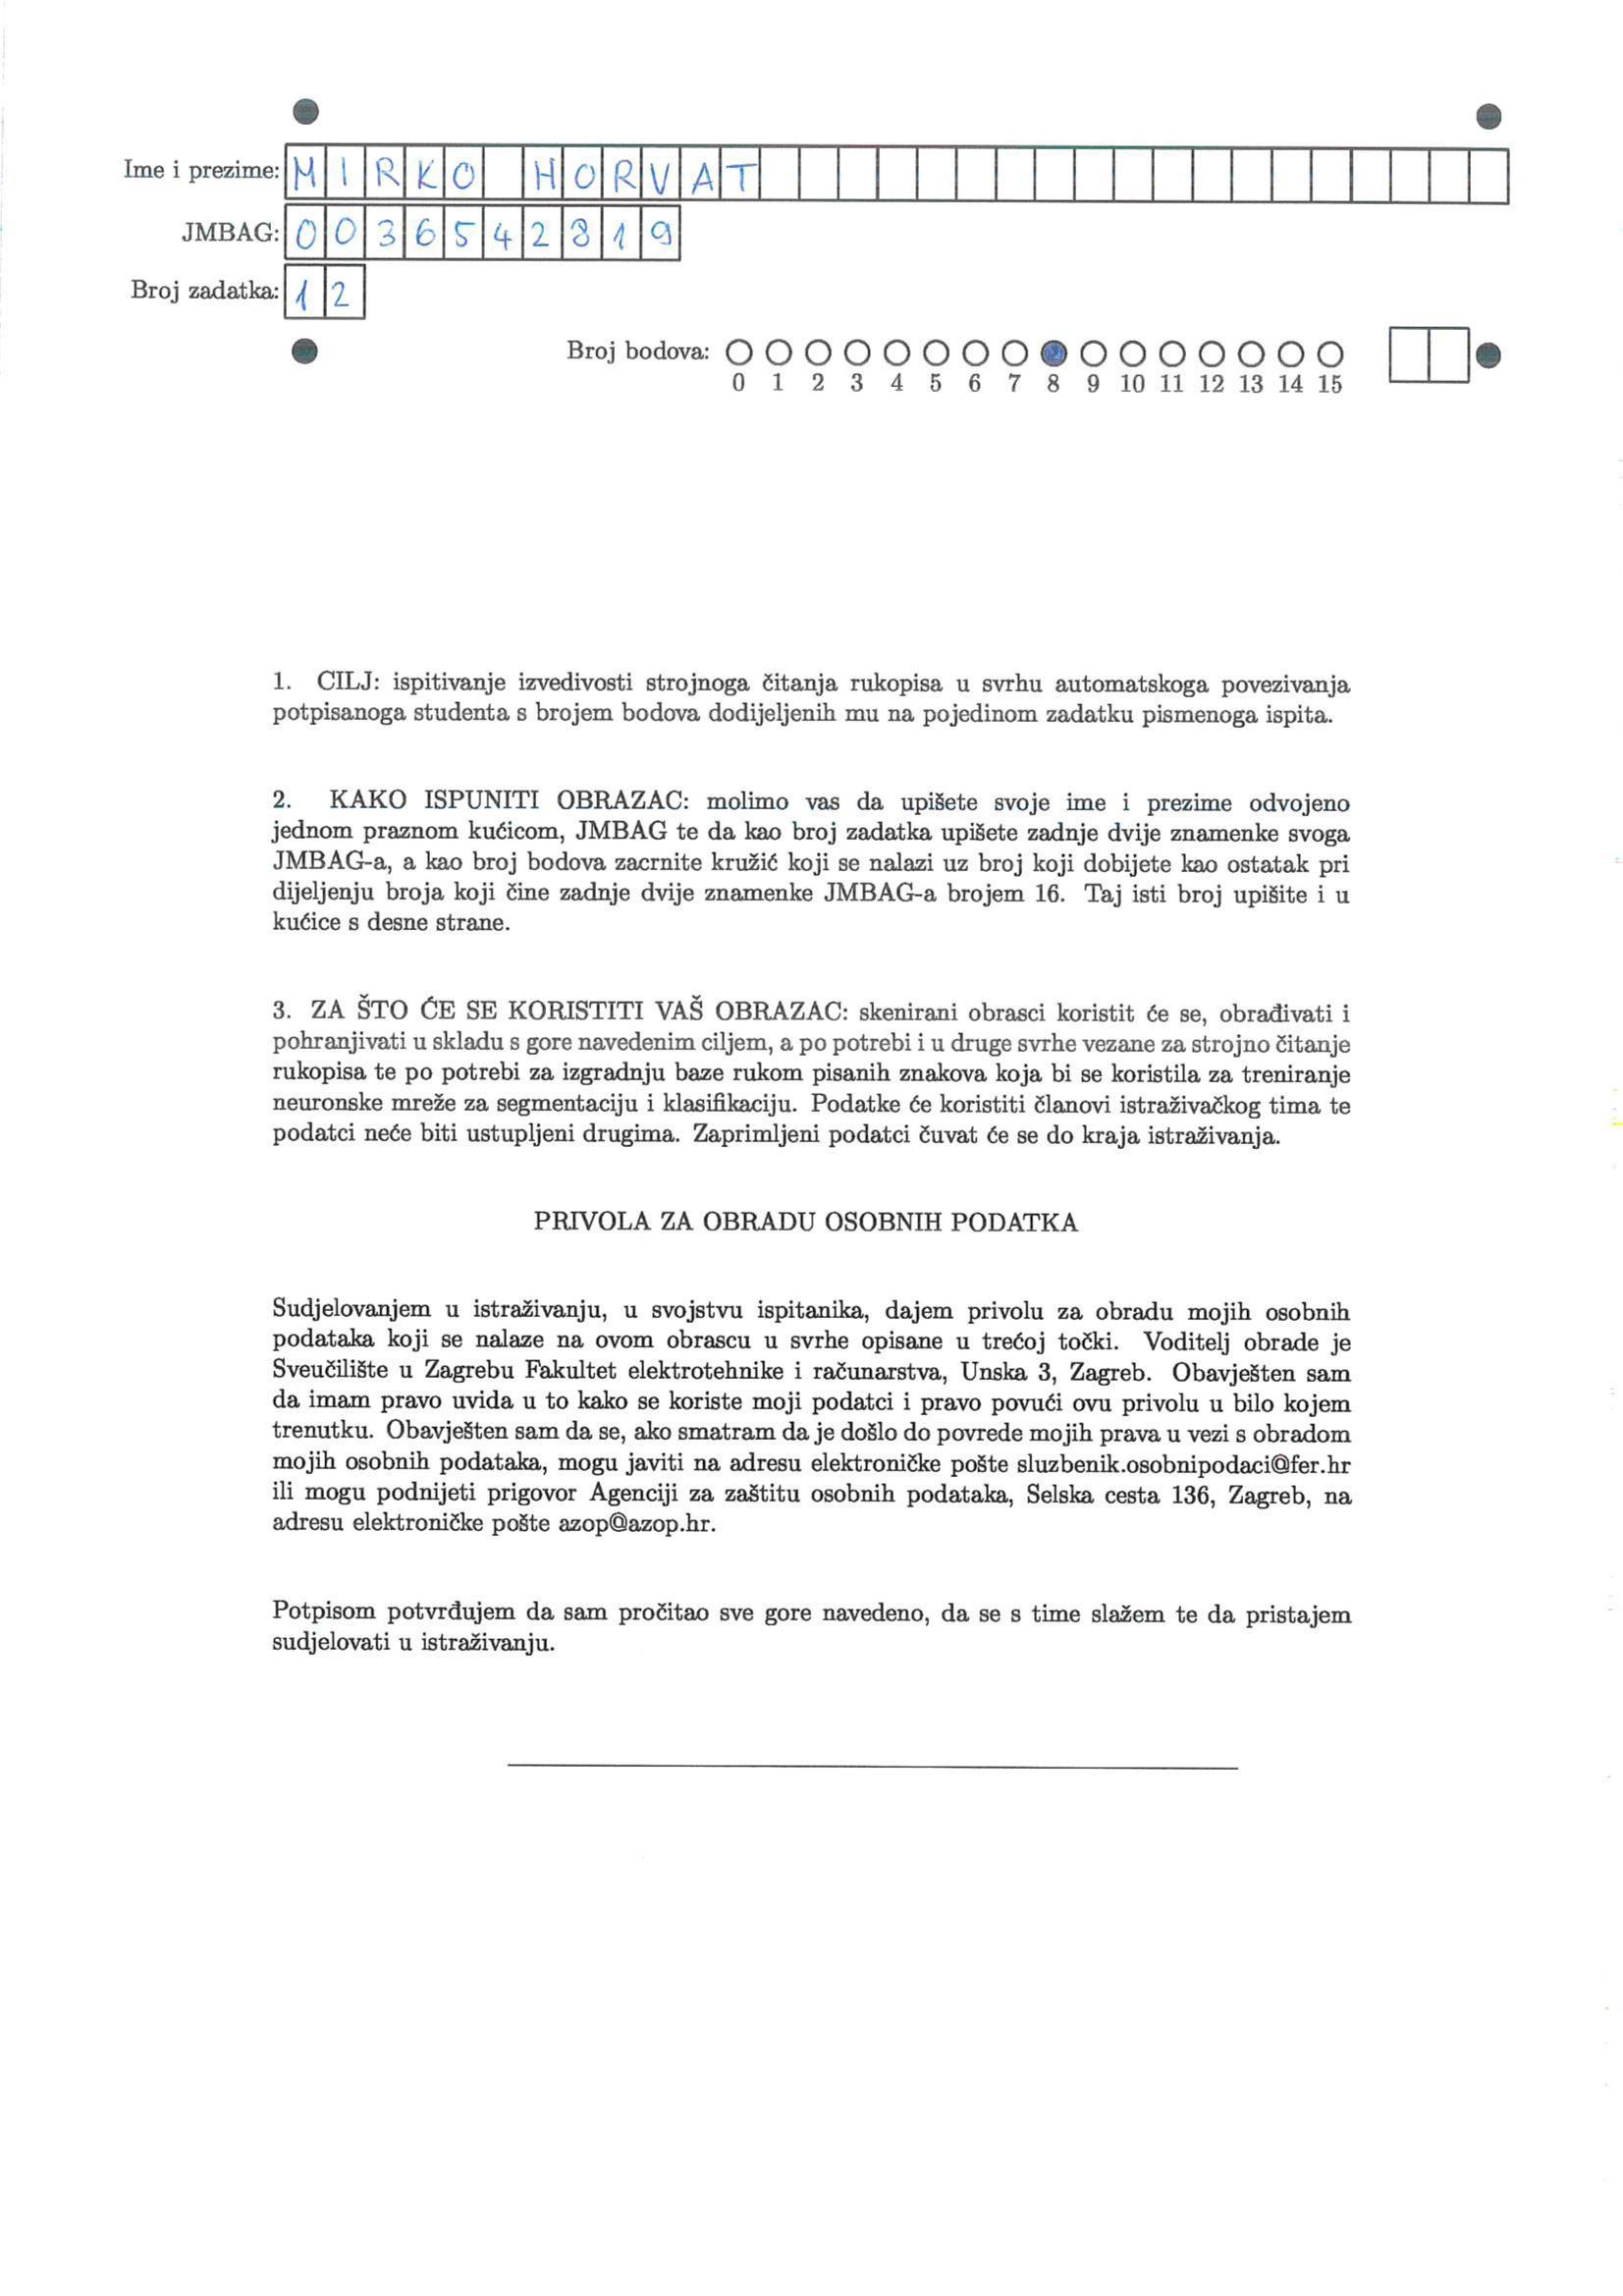 Ime i prezime: MIRKO HORVAT
JMBAG: 0036542819
Broj zadatka: 12
Broj bodova:
0 1 2 3 4 5 6 7 8 9 10 11 12 13 14 15
1. CILJ: ispitivanje izvedivosti strojnoga čitanja rukopisa u svrhu automatskoga povezivanja
potpisanoga studenta s brojem bodova dodijeljenih mu na pojedinom zadatku pismenoga ispita.
2. KAKO ISPUNITI OBRAZAC: molimo vas da upišete svoje ime i prezime odvojeno
jednom praznom kućicom, JMBAG te da kao broj zadatka upišete zadnje dvije znamenke svoga
JMBAG-a, a kao broj bodova zacrnite kružić koji se nalazi uz broj koji dobijete kao ostatak pri
dijeljenju broja koji čine zadnje dvije znamenke JMBAG-a brojem 16. Taj isti broj upišite i u
kućice s desne strane.
3. ZA ŠTO ĆE SE KORISTITI VAŠ OBRAZAC: skenirani obrasci koristit će se, obrađivati i
pohranjivati u skladu s gore navedenim ciljem, a po potrebi i u druge svrhe vezane za strojno čitanje
rukopisa te po potrebi za izgradnju baze rukom pisanih znakova koja bi se koristila za treniranje
neuronske mreže za segmentaciju i klasifikaciju. Podatke će koristiti članovi istraživačkog tima te
podatci neće biti ustupljeni drugima. Zaprimljeni podatci čuvat će se do kraja istraživanja.
PRIVOLA ZA OBRADU OSOBNIH PODATKA
Sudjelovanjem u istraživanju, u svojstvu ispitanika, dajem privolu za obradu mojih osobnih
podataka koji se nalaze na ovom obrascu u svrhe opisane u trećoj točki. Voditelj obrade je
Sveučilište u Zagrebu Fakultet elektrotehnike i računarstva, Unska 3, Zagreb. Obavješten sam
da imam pravo uvida u to kako se koriste moji podatci i pravo povući ovu privolu u bilo kojem
trenutku. Obavješten sam da se, ako smatram da je došlo do povrede mojih prava u vezi s obradom
mojih osobnih podataka, mogu javiti na adresu elektroničke pošte sluzbenik.osobnipodaci@fer.hr
ili mogu podnijeti prigovor Agenciji za zaštitu osobnih podataka, Selska cesta 136, Zagreb, na
adresu elektroničke pošte azop@azop.hr.
Potpisom potvrđujem da sam pročitao sve gore navedeno, da se s time slažem te da pristajem
sudjelovati u istraživanju.